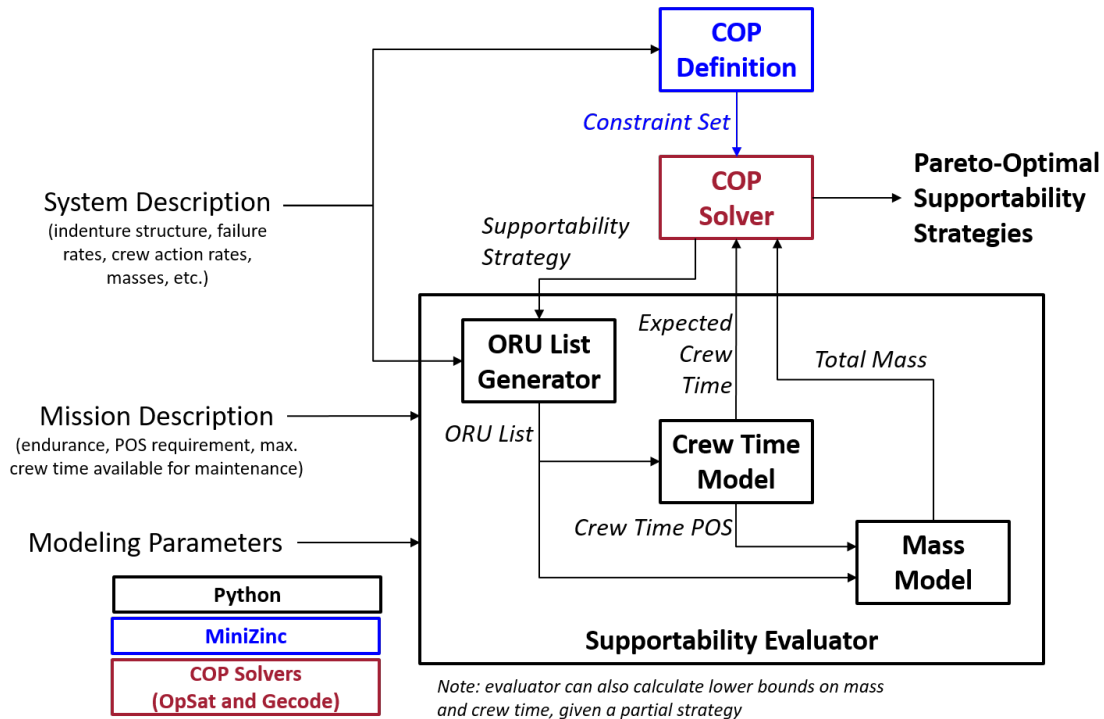 COP
Definition
Constraint Set
COP
Solver
Pareto-Optimal
Supportability
Strategies
System Description
(indenture structure, failure
rates, crew action rates,
masses, etc.)
Supportability
Strategy
ORU List
Generator
Expected
Crew
Time
Total Mass
Mission Description
(endurance, POS requirement, max.
crew time available for maintenance)
ORU List
Crew Time
Model
Crew Time POS
Modeling Parameters
Mass
Model
Supportability Evaluator
Python
MiniZinc
COP Solvers
(OpSat and Gecode)
Note: evaluator can also calculate lower bounds on mass
and crew time, given a partial strategy